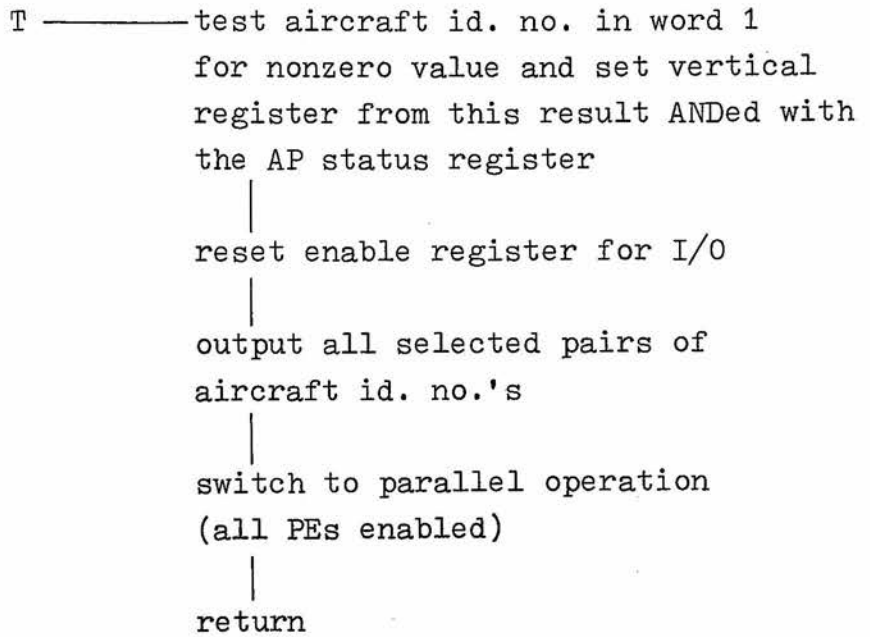 T test aircraft id. no. in word 1
for nonzero value and set vertical
register from this result ANDed with
the AP status register
reset enable register for I/O
output all selected pairs of
aircraft id. no.'s
switch to parallel operation
(all PEs enabled)
return